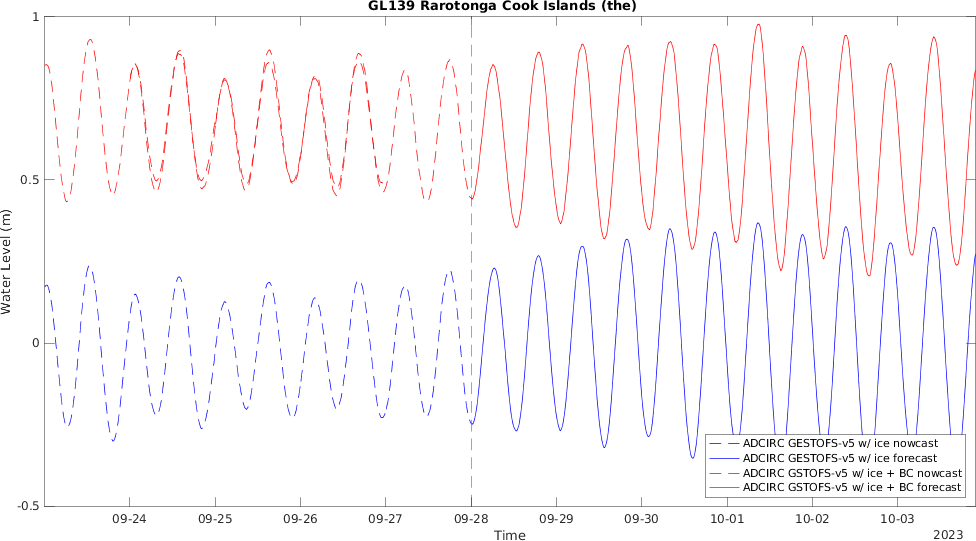 GL139 Rarotonga Cook Islands (the)
Water Level (m)
1
0.5
0
-0.5
09-24 09-25 09-26 09-27 09-28 09-29 09-30 10-01 10-02 10-03
Time
2023
ADCIRC GESTOFS-v5 w/ ice nowcast
ADCIRC GESTOFS-v5 w/ ice forecast
ADCIRC GSTOFS-v5 w/ ice + BC nowcast
ADCIRC GSTOFS-v5 w/ ice + BC forecast